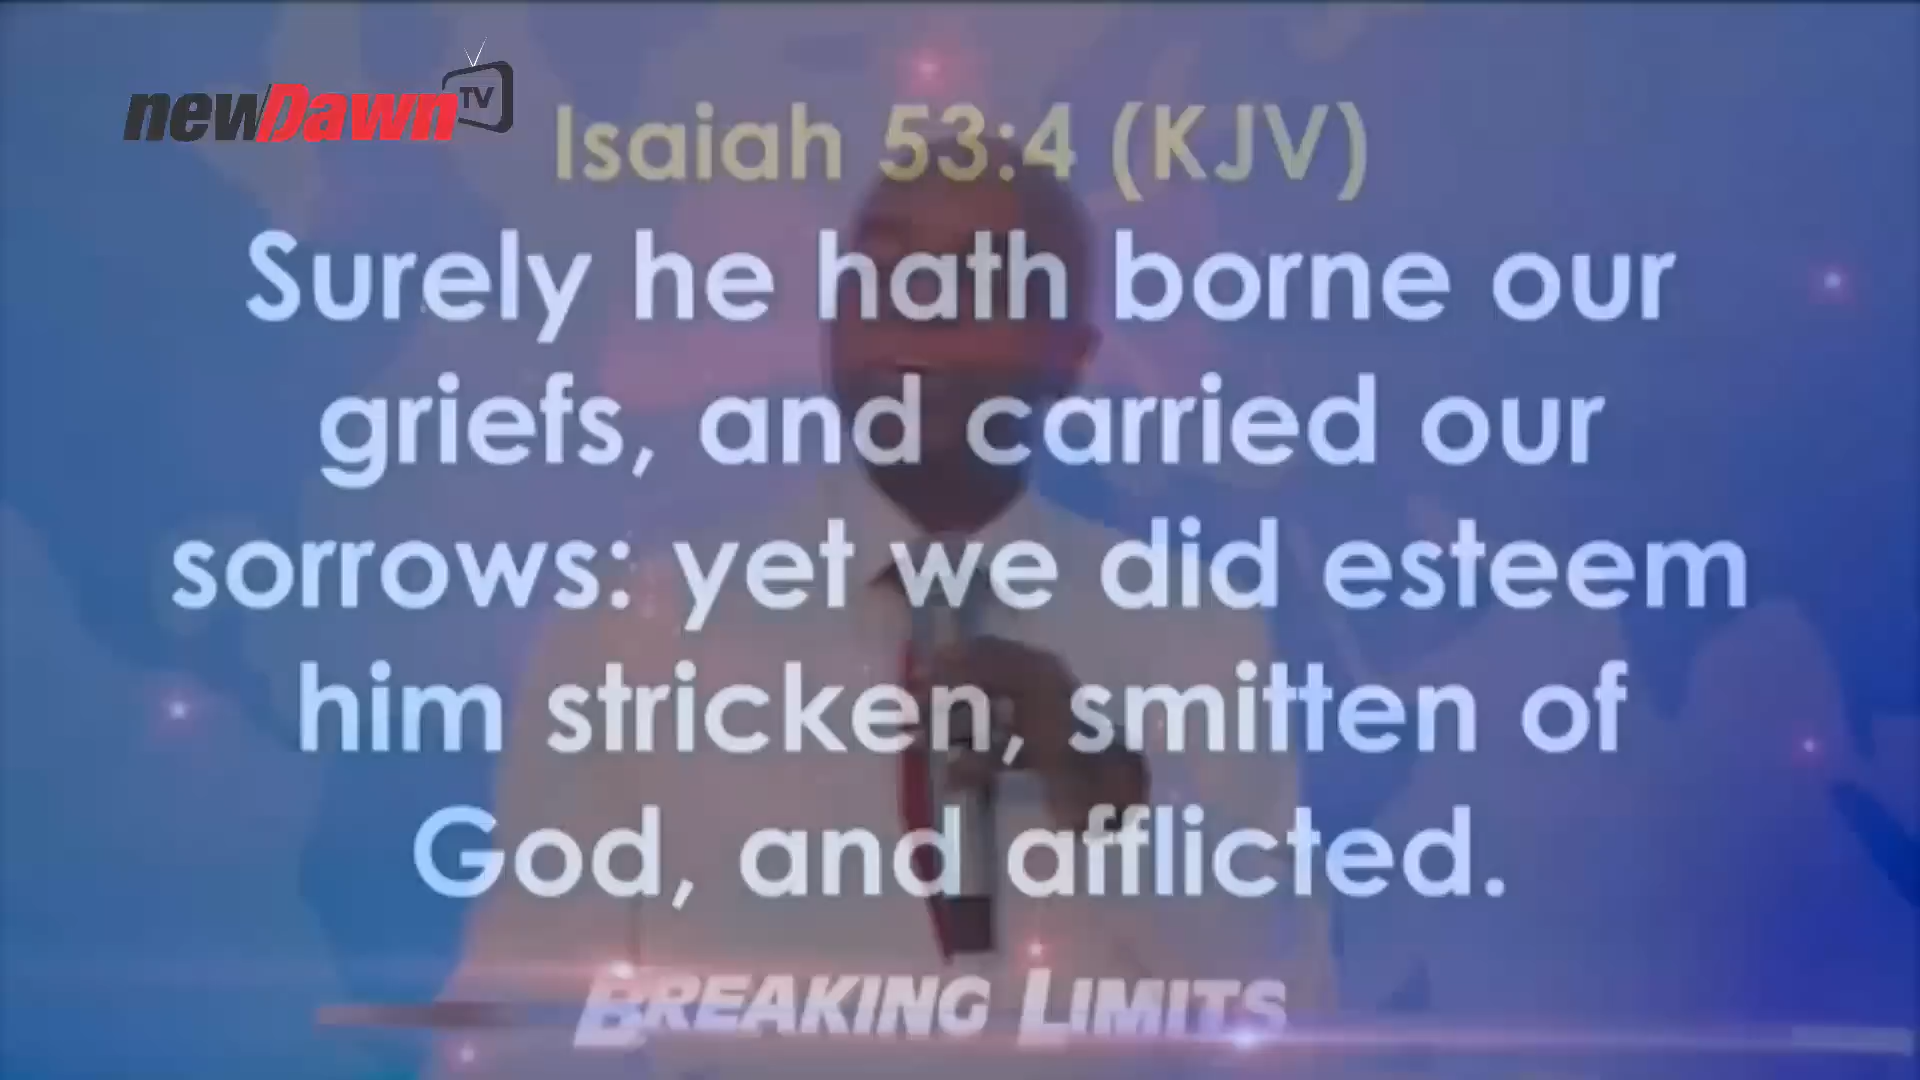 newDawn TV
Isaiah 53:4 (KJV)
Surely he hath borne our
griefs, and carried our
sorrows: yet we did esteem
him stricken, smitten of
God, and afflicted.
BREAKING LIMITS